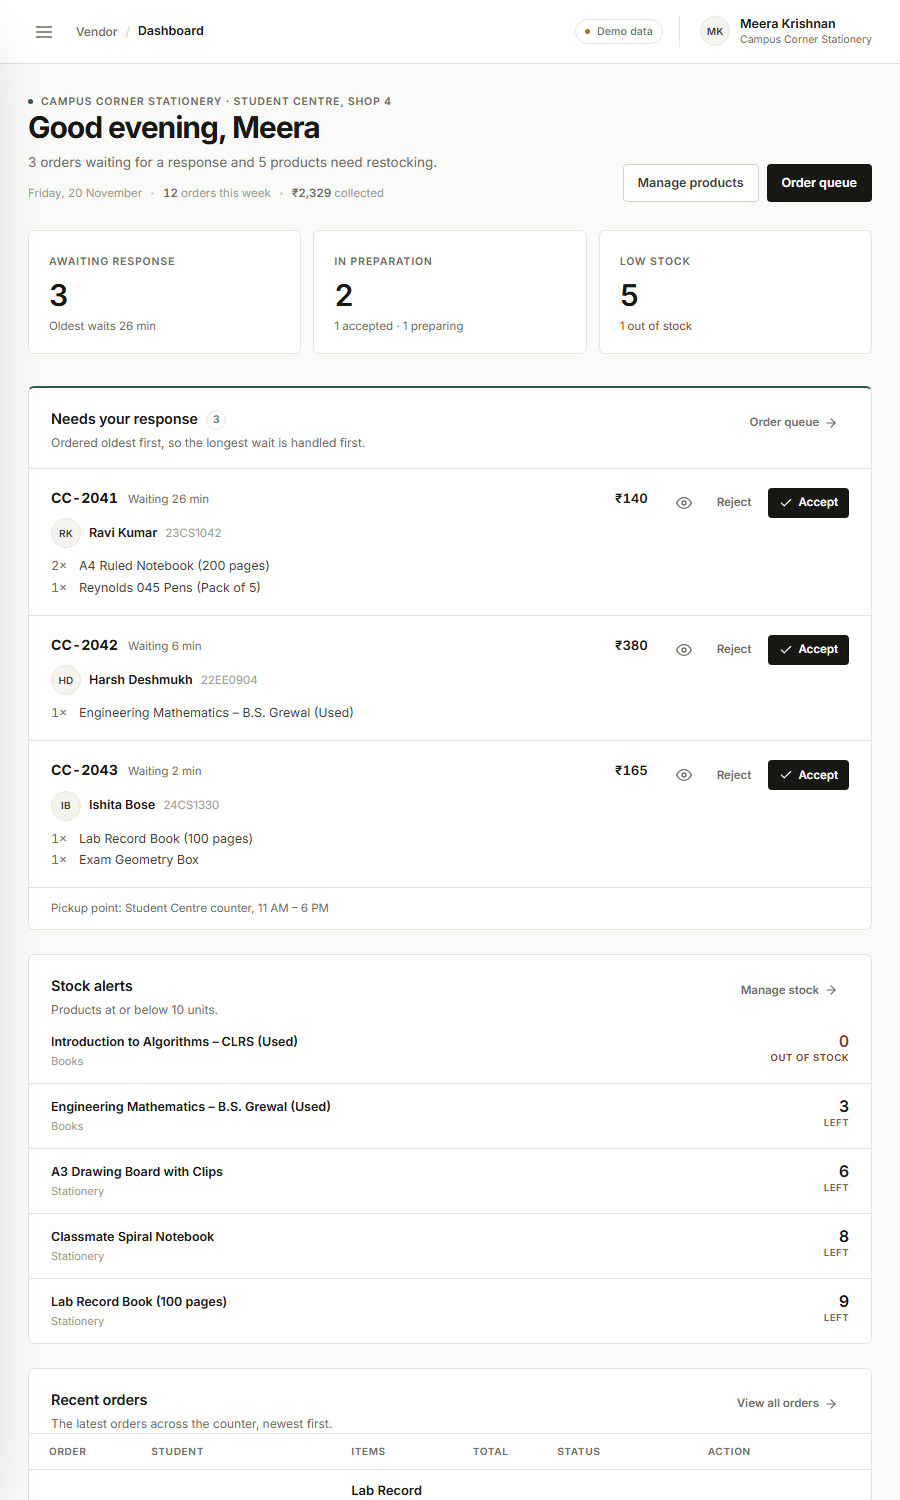 Vendor / Dashboard
Demo data
MK
Meera Krishnan
Campus Corner Stationery
CAMPUS CORNER STATIONERY · STUDENT CENTRE, SHOP 4
Good evening, Meera
3 orders waiting for a response and 5 products need restocking.
Friday, 20 November • 12 orders this week • ₹2,329 collected
Manage products
Order queue
AWAITING RESPONSE
3
Oldest waits 26 min
IN PREPARATION
2
1 accepted · 1 preparing
LOW STOCK
5
1 out of stock
Needs your response 3
Order queue →
Ordered oldest first, so the longest wait is handled first.
CC-2041 Waiting 26 min ₹140 Reject Accept
RK Ravi Kumar 23CS1042
2× A4 Ruled Notebook (200 pages)
1× Reynolds 045 Pens (Pack of 5)
CC-2042 Waiting 6 min ₹380 Reject Accept
HD Harsh Deshmukh 22EE0904
1× Engineering Mathematics – B.S. Grewal (Used)
CC-2043 Waiting 2 min ₹165 Reject Accept
IB Ishita Bose 24CS1330
1× Lab Record Book (100 pages)
1× Exam Geometry Box
Pickup point: Student Centre counter, 11 AM – 6 PM
Stock alerts
Manage stock →
Products at or below 10 units.
Introduction to Algorithms – CLRS (Used)
Books
0
OUT OF STOCK
Engineering Mathematics – B.S. Grewal (Used)
Books
3
LEFT
A3 Drawing Board with Clips
Stationery
6
LEFT
Classmate Spiral Notebook
Stationery
8
LEFT
Lab Record Book (100 pages)
Stationery
9
LEFT
Recent orders
View all orders →
The latest orders across the counter, newest first.
ORDER STUDENT ITEMS TOTAL STATUS ACTION
Lab Record